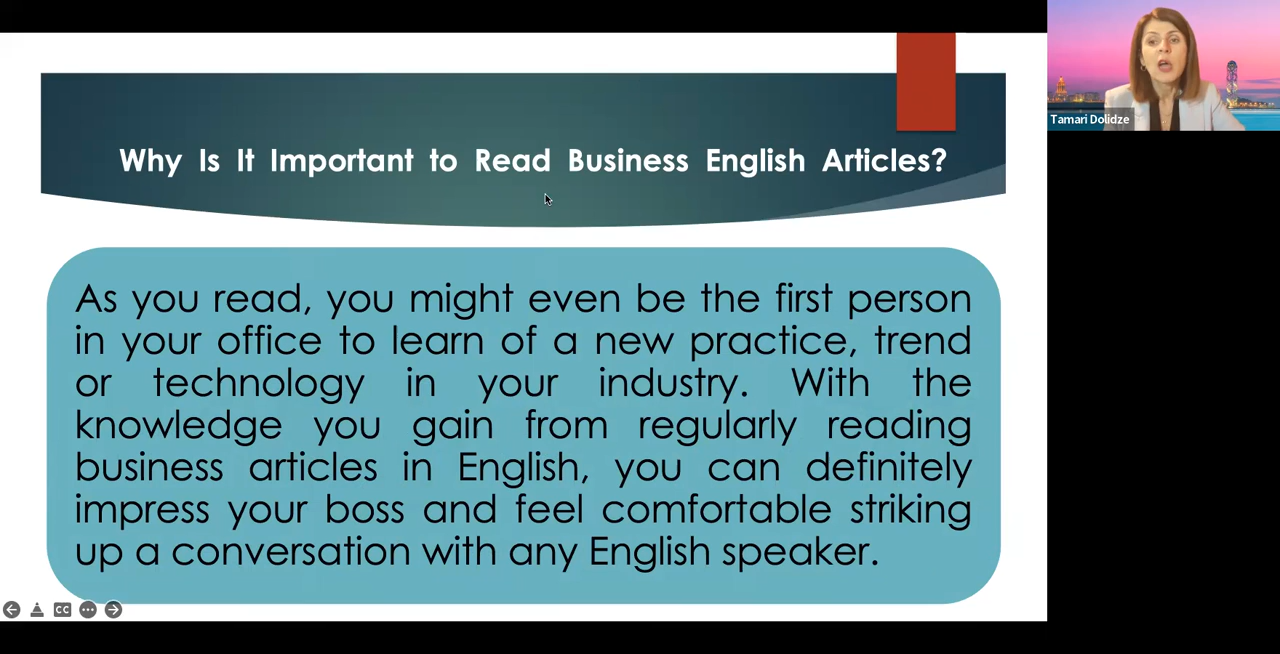 Why Is It Important to Read Business English Articles?
As you read, you might even be the first person
in your office to learn of a new practice, trend
or technology in your industry. With the
knowledge you gain from regularly reading
business articles in English, you can definitely
impress your boss and feel comfortable striking
up a conversation with any English speaker.
Tamari Dolidze
CC